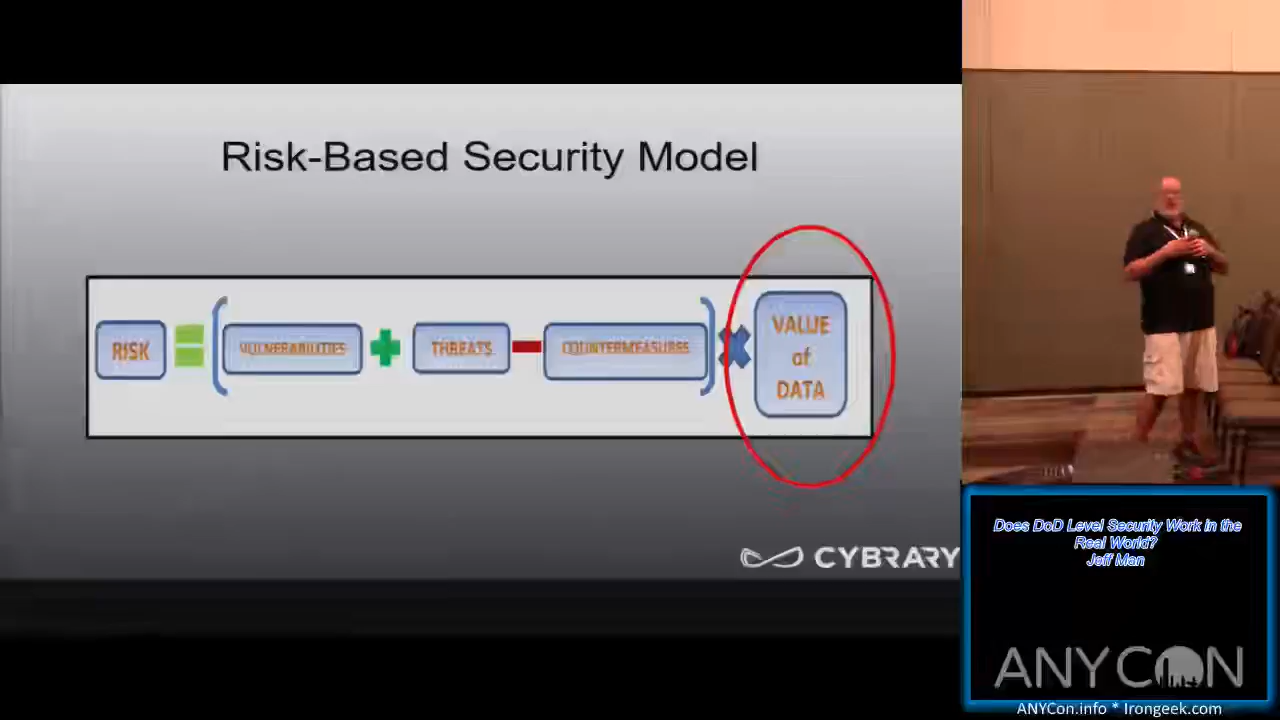 Risk-Based Security Model
RISK
VULNERABILITIES
THREATS
COUNTERMEASURES
VALUE
of
DATA
CYBRARY
Does DoD Level Security Work in the
Real World?
Jeff Man
ANYCON
ANYCon.info * Irongeek.com